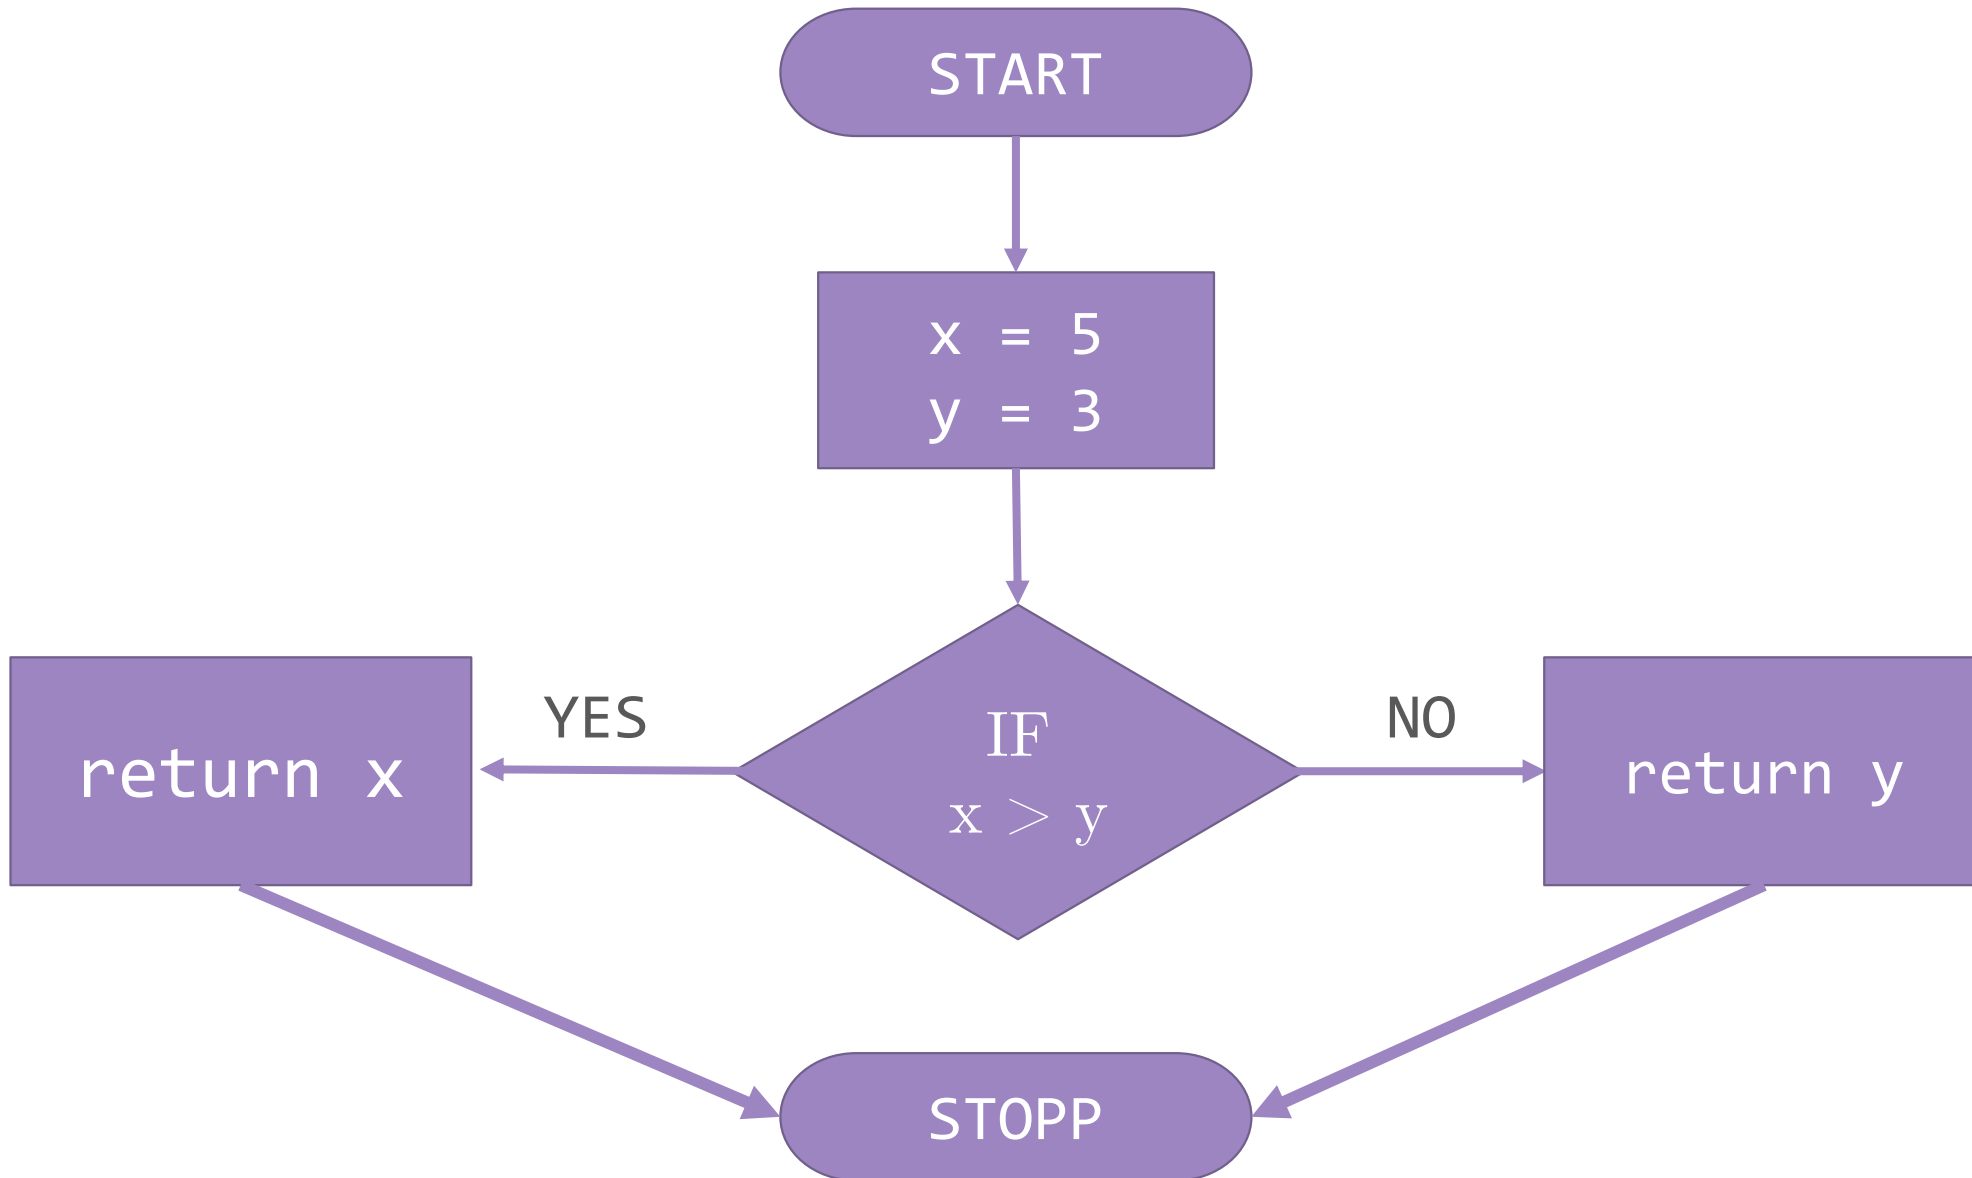 START
x = 5
y = 3
IF
x > y
YES
NO
return x
return y
STOPP